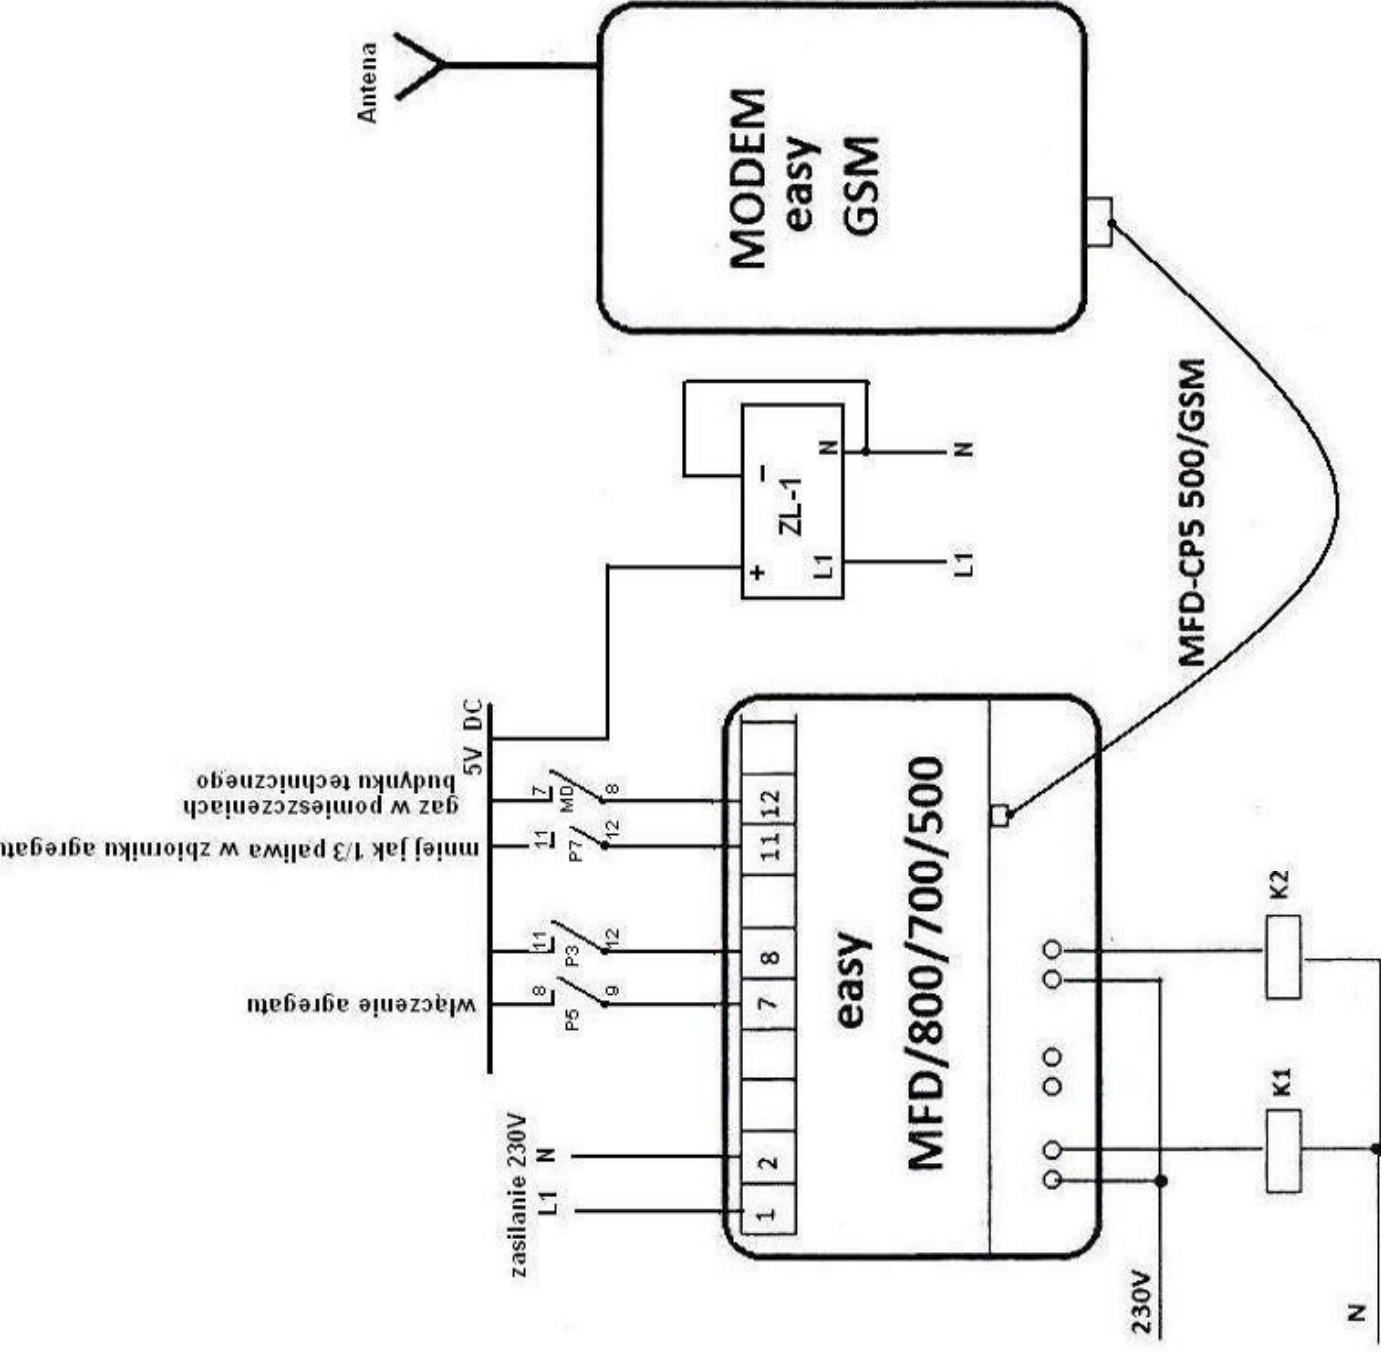 Antena
MODEM
easy
GSM
MFD-CP5 500/GSM
+
−
ZL-1
L1
N
L1
N
5V DC
gaz w pomieszczeniach
budynku technicznego
mniej jak 1/3 paliwa w zbiorniku agregatu
włączenie agregatu
7
MD
8
11
P7
12
11
P3
12
8
P5
9
zasilanie 230V
L1
N
1
2
7
8
11
12
easy
MFD/800/700/500
K1
K2
230V
N